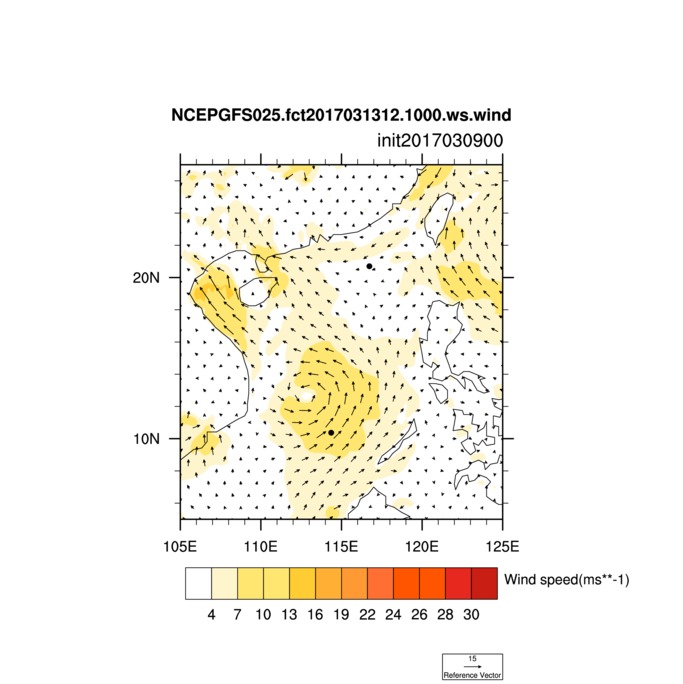 NCEPGFS025.fct2017031312.1000.ws.wind
init2017030900
20N
10N
105E 110E 115E 120E 125E
Wind speed(ms**-1)
4 7 10 13 16 19 22 24 26 28 30
15
Reference Vector